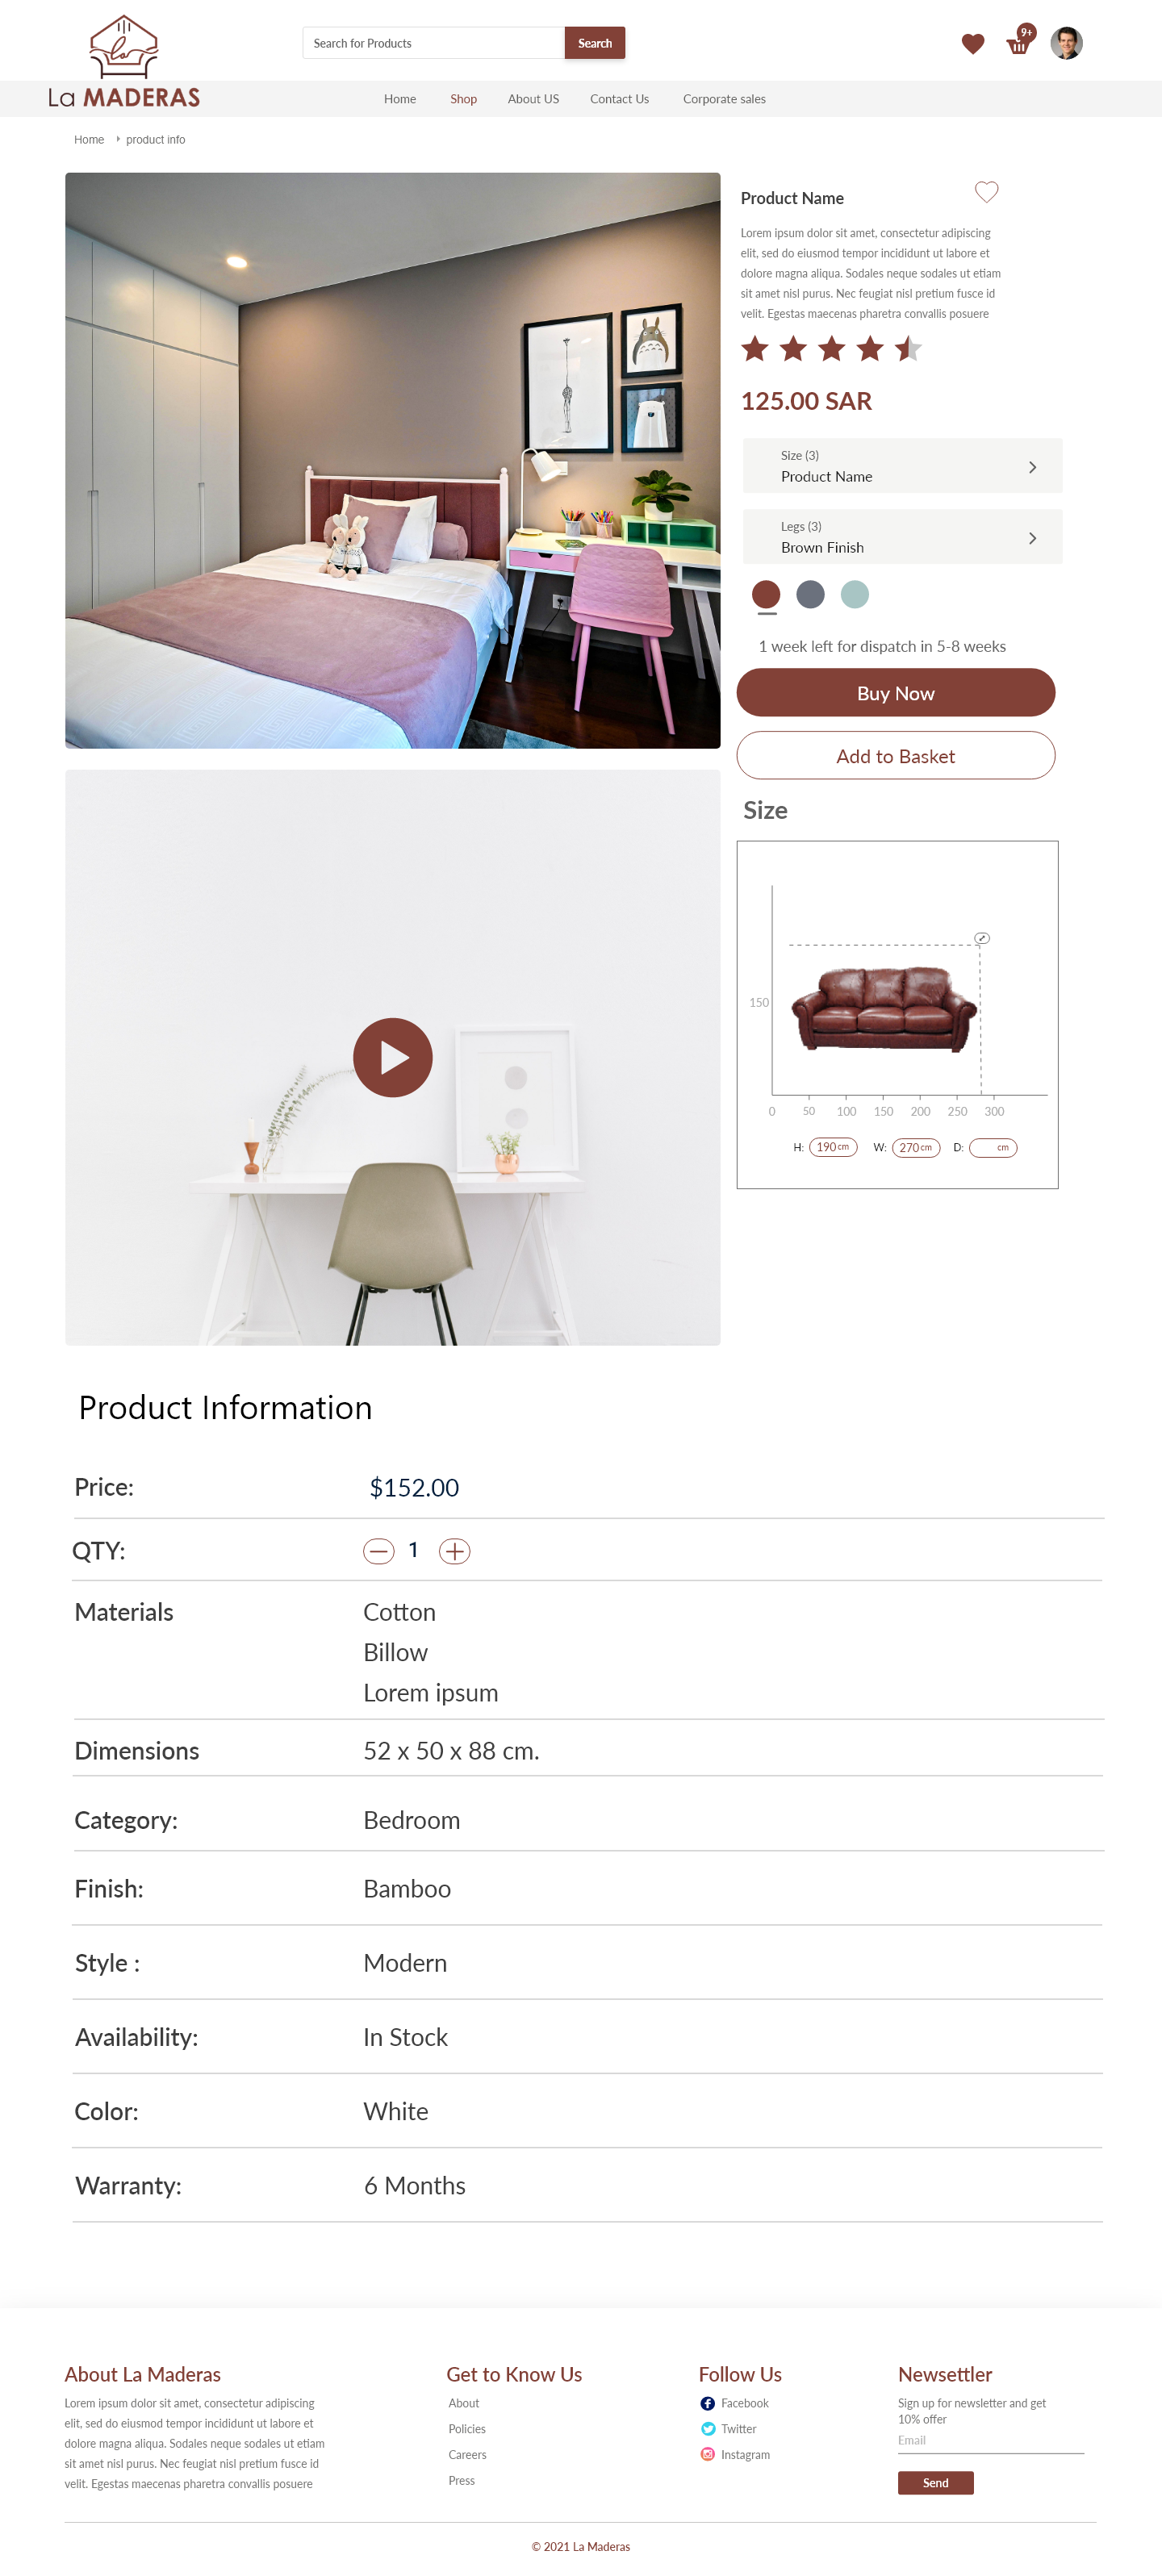 La MADERAS
Search for Products
Search
9+
Home
Shop
About US
Contact Us
Corporate sales
Home
product info
Product Name
Lorem ipsum dolor sit amet, consectetur adipiscing
elit, sed do eiusmod tempor incididunt ut labore et
dolore magna aliqua. Sodales neque sodales ut etiam
sit amet nisl purus. Nec feugiat nisl pretium fusce id
velit. Egestas maecenas pharetra convallis posuere
125.00 SAR
Size (3)
Product Name
Legs (3)
Brown Finish
1 week left for dispatch in 5-8 weeks
Buy Now
Add to Basket
Size
150
0 50 100 150 200 250 300
H: 190 cm W: 270 cm D: cm
Product Information
Price: $152.00
QTY: 1
Materials Cotton
Billow
Lorem ipsum
Dimensions 52 x 50 x 88 cm.
Category: Bedroom
Finish: Bamboo
Style : Modern
Availability: In Stock
Color: White
Warranty: 6 Months
About La Maderas
Lorem ipsum dolor sit amet, consectetur adipiscing
elit, sed do eiusmod tempor incididunt ut labore et
dolore magna aliqua. Sodales neque sodales ut etiam
sit amet nisl purus. Nec feugiat nisl pretium fusce id
velit. Egestas maecenas pharetra convallis posuere
Get to Know Us
About
Policies
Careers
Press
Follow Us
Facebook
Twitter
Instagram
Newsettler
Sign up for newsletter and get
10% offer
Email
Send
© 2021 La Maderas